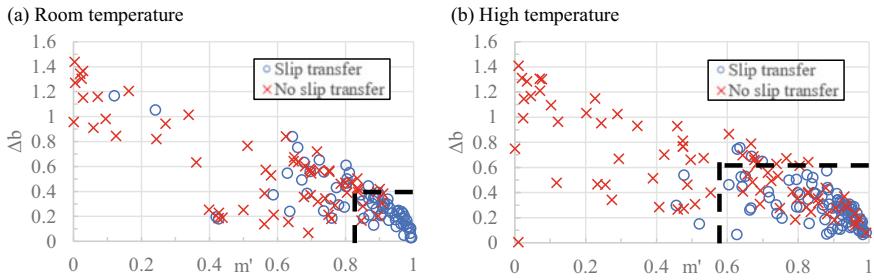 (a) Room temperature
1.6
1.4
1.2
1
0.8
0.6
0.4
0.2
0
Δb
Slip transfer
No slip transfer
0 0.2 0.4 m' 0.6 0.8 1
(b) High temperature
1.6
1.4
1.2
1
0.8
0.6
0.4
0.2
0
Δb
Slip transfer
No slip transfer
0 0.2 0.4 m' 0.6 0.8 1